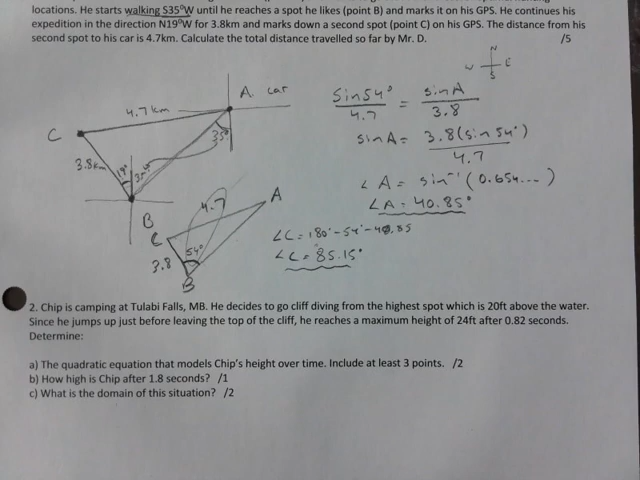 locations. He starts walking S35°W until he reaches a spot he likes (point B) and marks it on his GPS. He continues his
expedition in the direction N19°W for 3.8km and marks down a second spot (point C) on his GPS. The distance from his
second spot to his car is 4.7km. Calculate the total distance travelled so far by Mr. D. /5
N
W E
S
A car
4.7km
C
35°
3.8km
19°
35°
B
sin54° = sinA
4.7 3.8
sinA = 3.8(sin54°)
4.7
∠A = sin⁻¹(0.654...)
∠A = 40.85°
A
4.7
C
54°
3.8
B
∠C = 180° - 54° - 40.85
∠C = 85.15°
2. Chip is camping at Tulabi Falls, MB. He decides to go cliff diving from the highest spot which is 20ft above the water.
Since he jumps up just before leaving the top of the cliff, he reaches a maximum height of 24ft after 0.82 seconds.
Determine:
a) The quadratic equation that models Chip's height over time. Include at least 3 points. /2
b) How high is Chip after 1.8 seconds? /1
c) What is the domain of this situation? /2